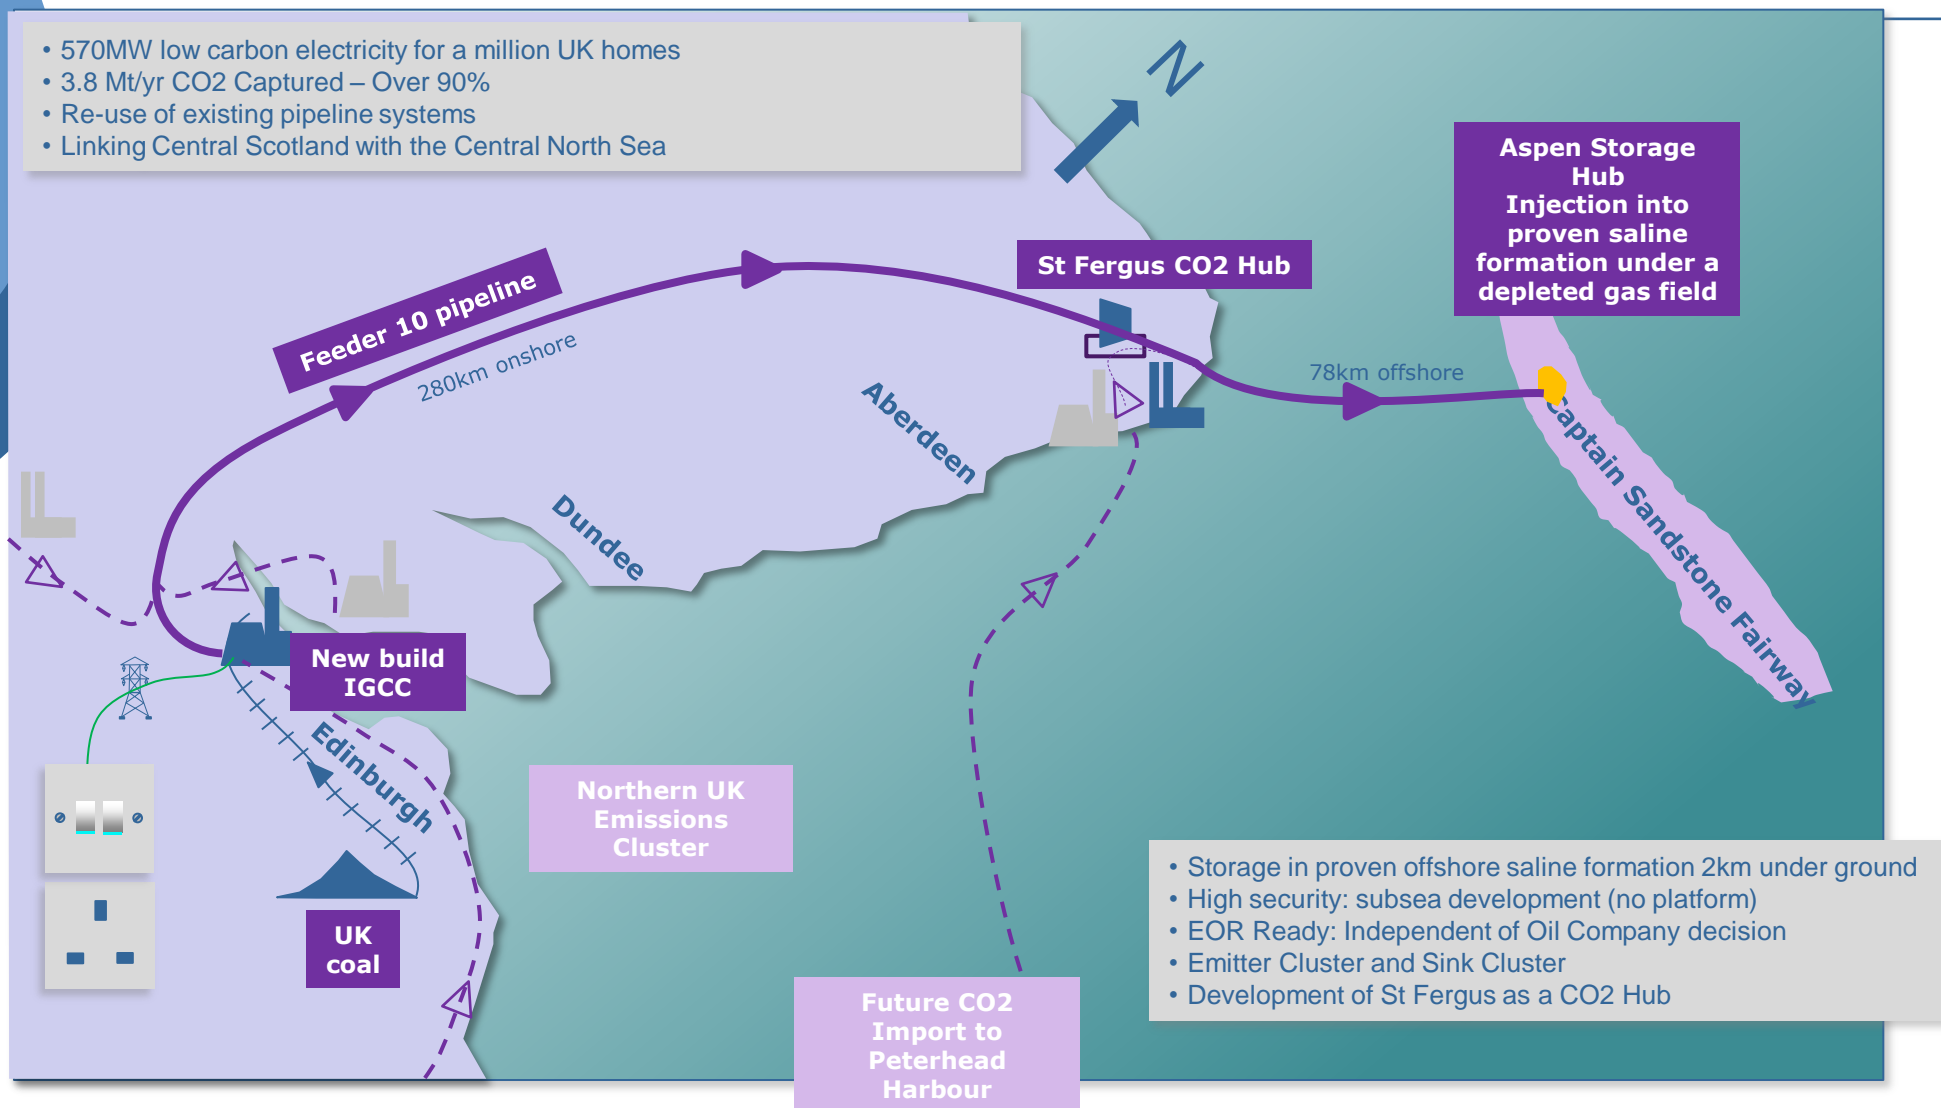 • 570MW low carbon electricity for a million UK homes
• 3.8 Mt/yr CO2 Captured – Over 90%
• Re-use of existing pipeline systems
• Linking Central Scotland with the Central North Sea
N
Aspen Storage
Hub
Injection into
proven saline
formation under a
depleted gas field
St Fergus CO2 Hub
Feeder 10 pipeline
280km onshore
78km offshore
Aberdeen
Dundee
Captain Sandstone Fairway
New build
IGCC
Edinburgh
Northern UK
Emissions
Cluster
UK
coal
Future CO2
Import to
Peterhead
Harbour
• Storage in proven offshore saline formation 2km under ground
• High security: subsea development (no platform)
• EOR Ready: Independent of Oil Company decision
• Emitter Cluster and Sink Cluster
• Development of St Fergus as a CO2 Hub